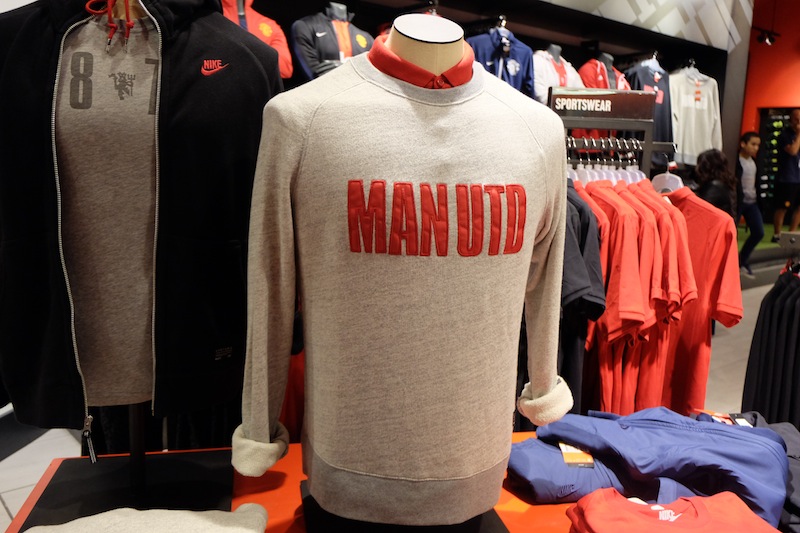 8 7
NIKE
SPORTSWEAR
MAN UTD